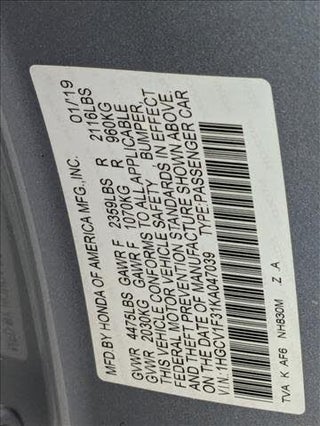 MFD.BY HONDA OF AMERICA MFG.,INC. 01/'19
GVWR 4475LBS GAWR F 2359LBS R 2116LBS
GVWR 2030KG GAWR F 1070KG R 960KG
THIS VEHICLE CONFORMS TO ALL APPLICABLE
FEDERAL MOTOR VEHICLE SAFETY, BUMPER,
AND THEFT PREVENTION STANDARDS IN EFFECT
ON THE DATE OF MANUFACTURE SHOWN ABOVE.
V.I.N:1HGCV1F31KA047039 TYPE:PASSENGER CAR
TVA K AF6 NH830M Z A